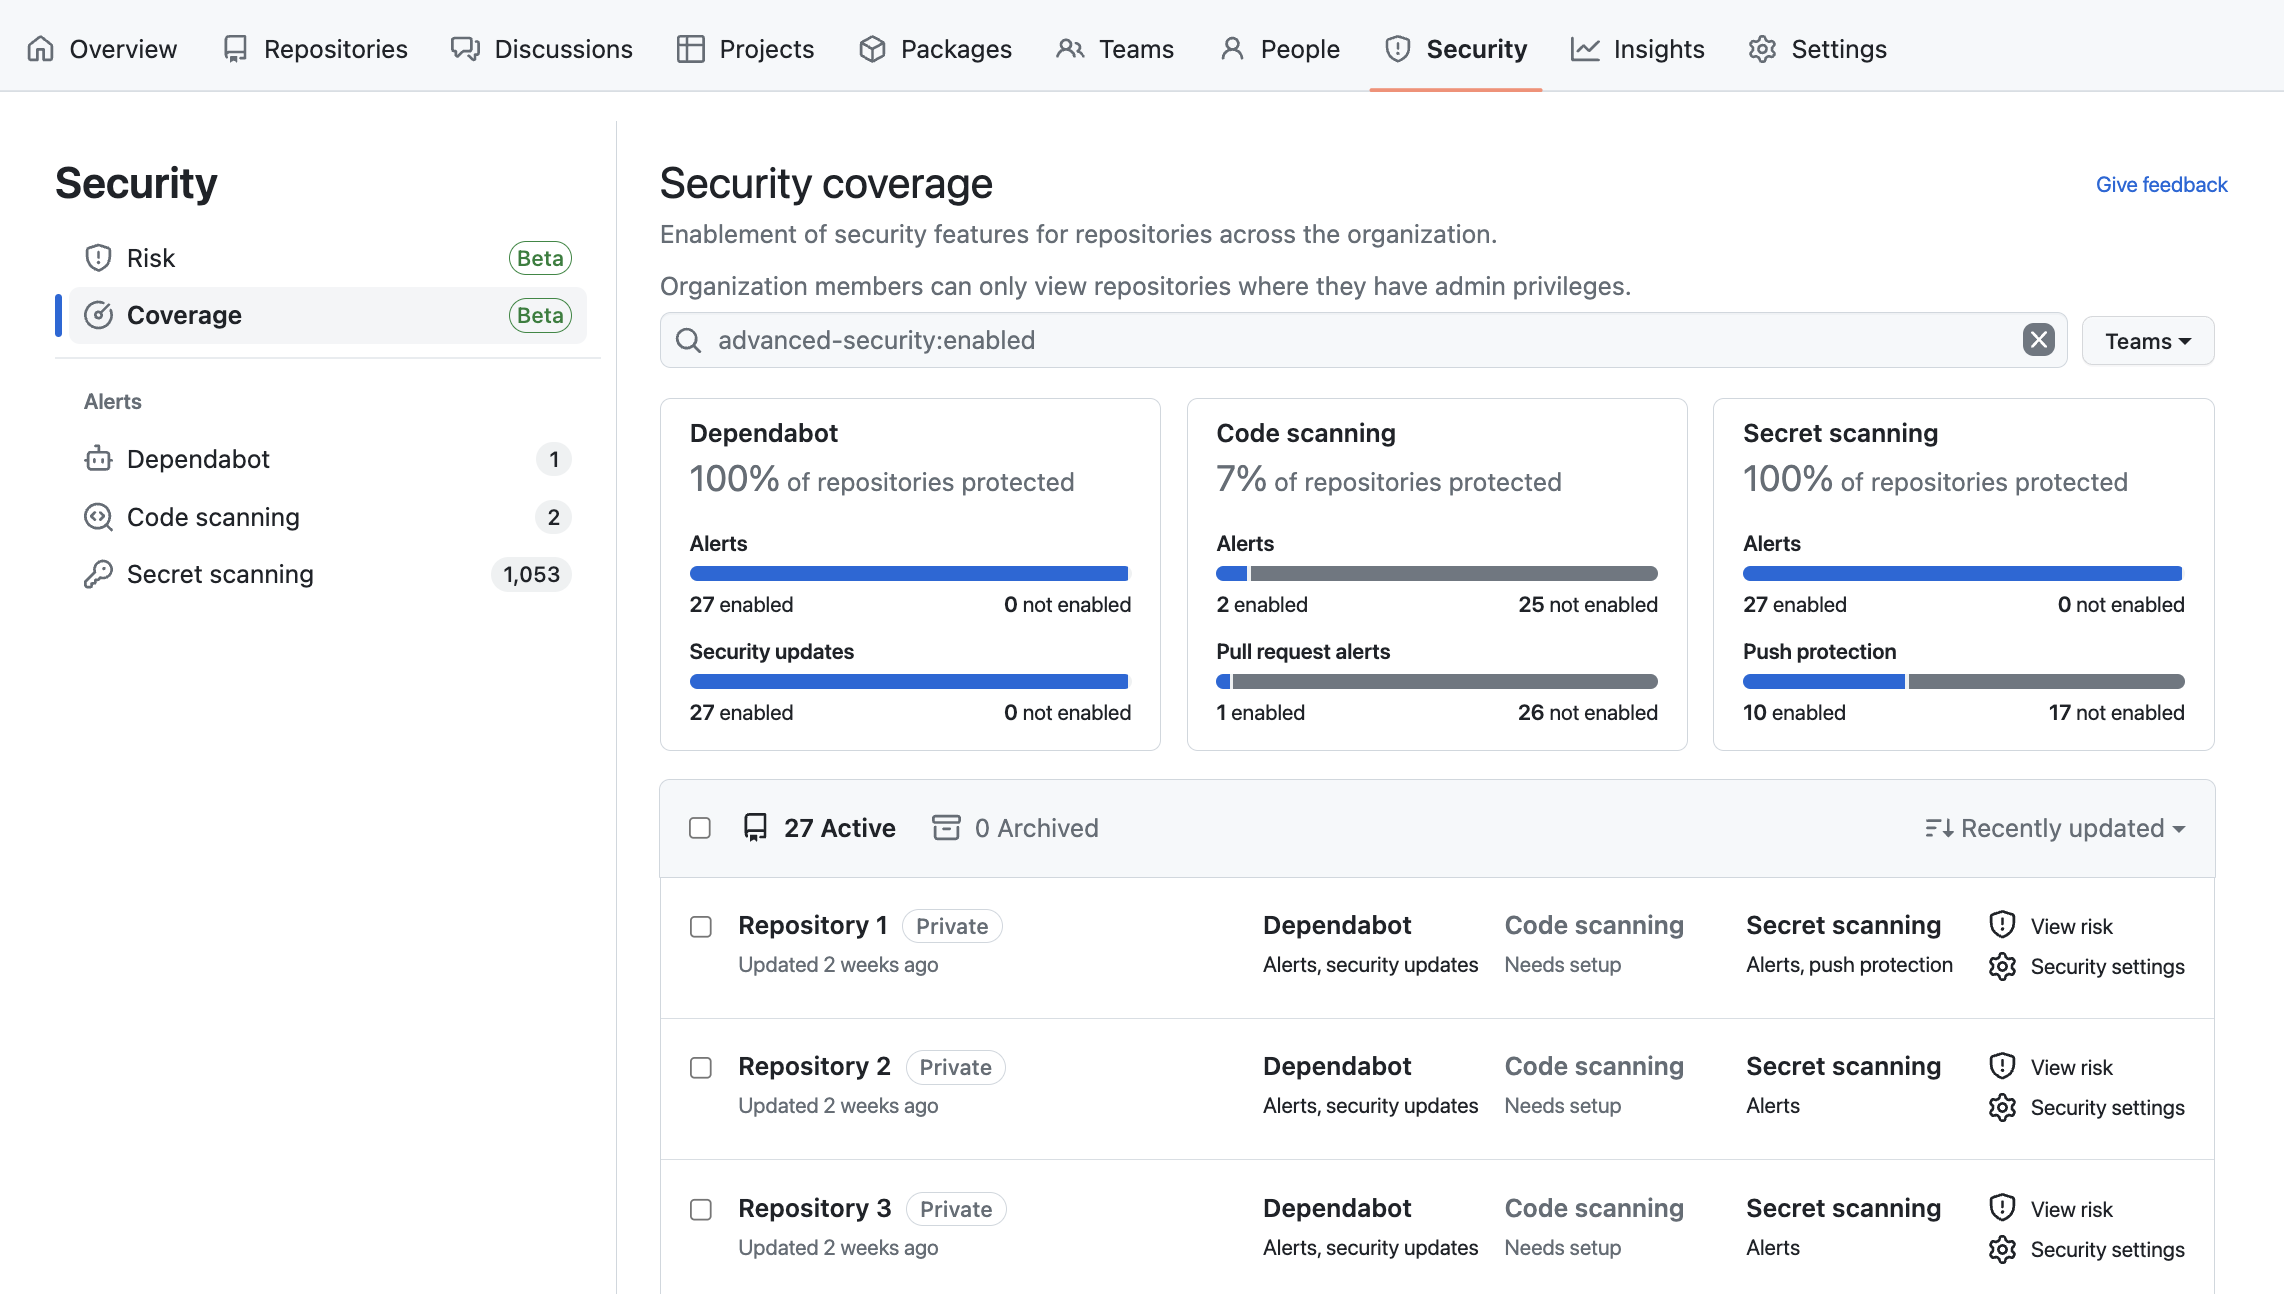 Overview Repositories Discussions Projects Packages Teams People Security Insights Settings
Security
Risk Beta
Coverage Beta
Alerts
Dependabot 1
Code scanning 2
Secret scanning 1,053
Security coverage
Give feedback
Enablement of security features for repositories across the organization.
Organization members can only view repositories where they have admin privileges.
advanced-security:enabled
Teams
Dependabot
100% of repositories protected
Alerts
27 enabled 0 not enabled
Security updates
27 enabled 0 not enabled
Code scanning
7% of repositories protected
Alerts
2 enabled 25 not enabled
Pull request alerts
1 enabled 26 not enabled
Secret scanning
100% of repositories protected
Alerts
27 enabled 0 not enabled
Push protection
10 enabled 17 not enabled
27 Active 0 Archived Recently updated
Repository 1 Private Dependabot Code scanning Secret scanning View risk
Updated 2 weeks ago Alerts, security updates Needs setup Alerts, push protection Security settings
Repository 2 Private Dependabot Code scanning Secret scanning View risk
Updated 2 weeks ago Alerts, security updates Needs setup Alerts Security settings
Repository 3 Private Dependabot Code scanning Secret scanning View risk
Updated 2 weeks ago Alerts, security updates Needs setup Alerts Security settings